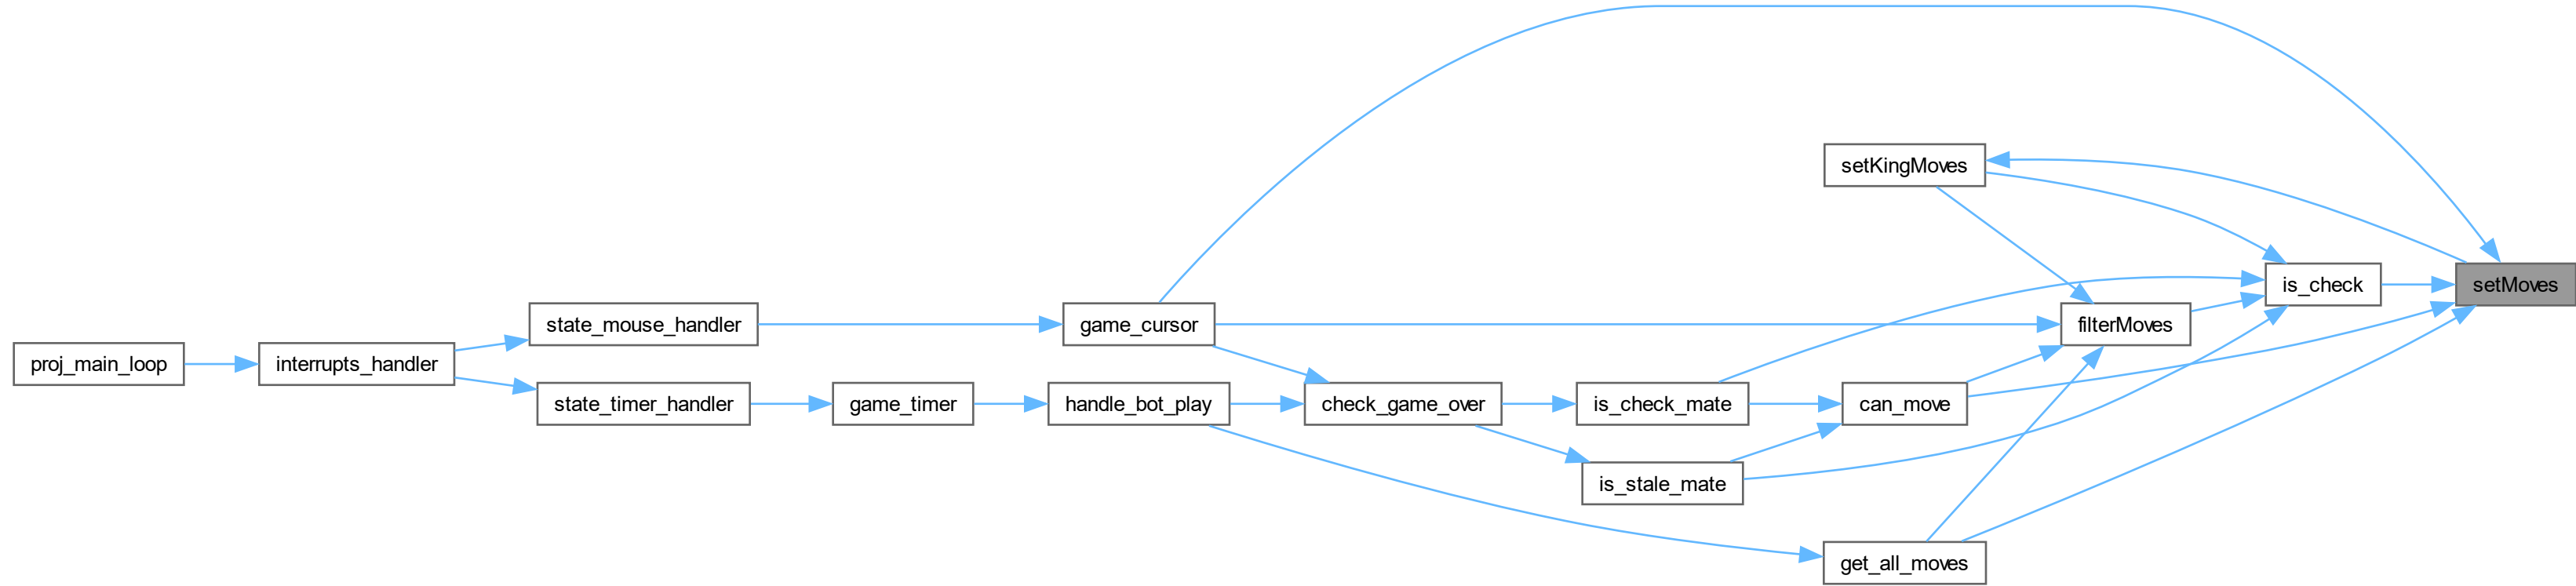 setKingMoves
is_check
setMoves
state_mouse_handler
game_cursor
filterMoves
proj_main_loop
interrupts_handler
state_timer_handler
game_timer
handle_bot_play
check_game_over
is_check_mate
can_move
is_stale_mate
get_all_moves